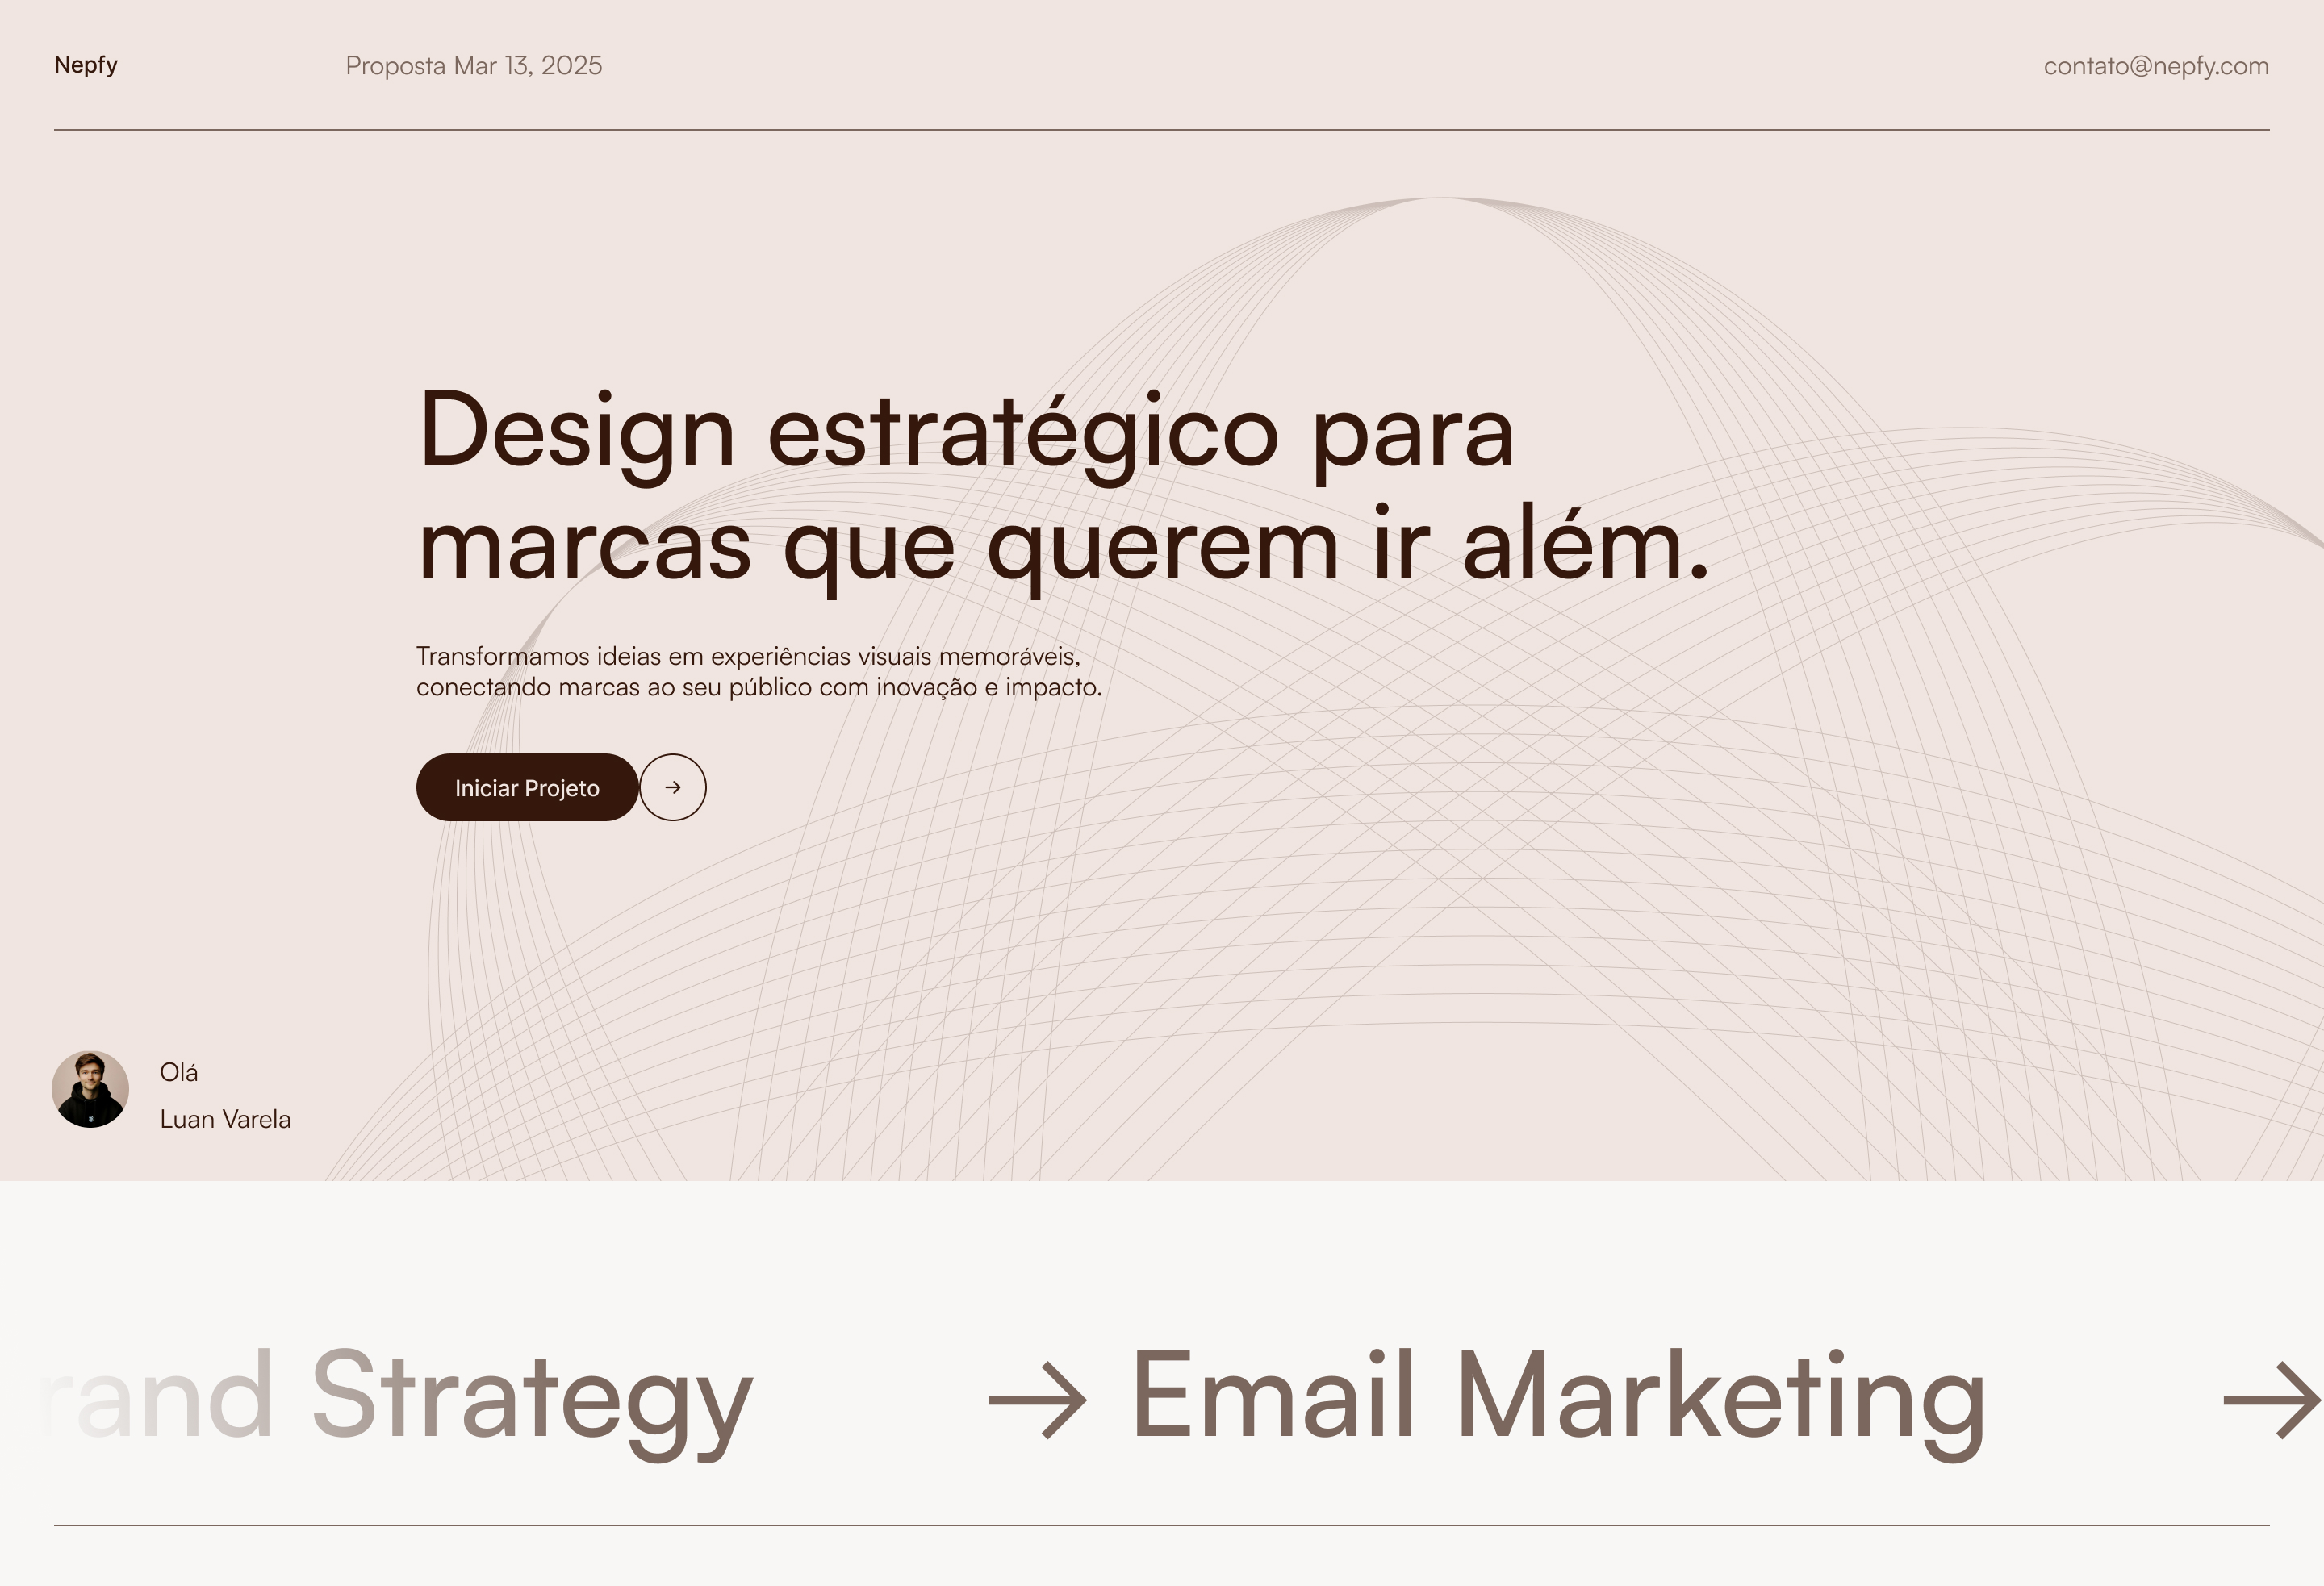 Nepfy
Proposta Mar 13, 2025
contato@nepfy.com
Design estratégico para
marcas que querem ir além.
Transformamos ideias em experiências visuais memoráveis,
conectando marcas ao seu público com inovação e impacto.
Iniciar Projeto
Olá
Luan Varela
rand Strategy
Email Marketing